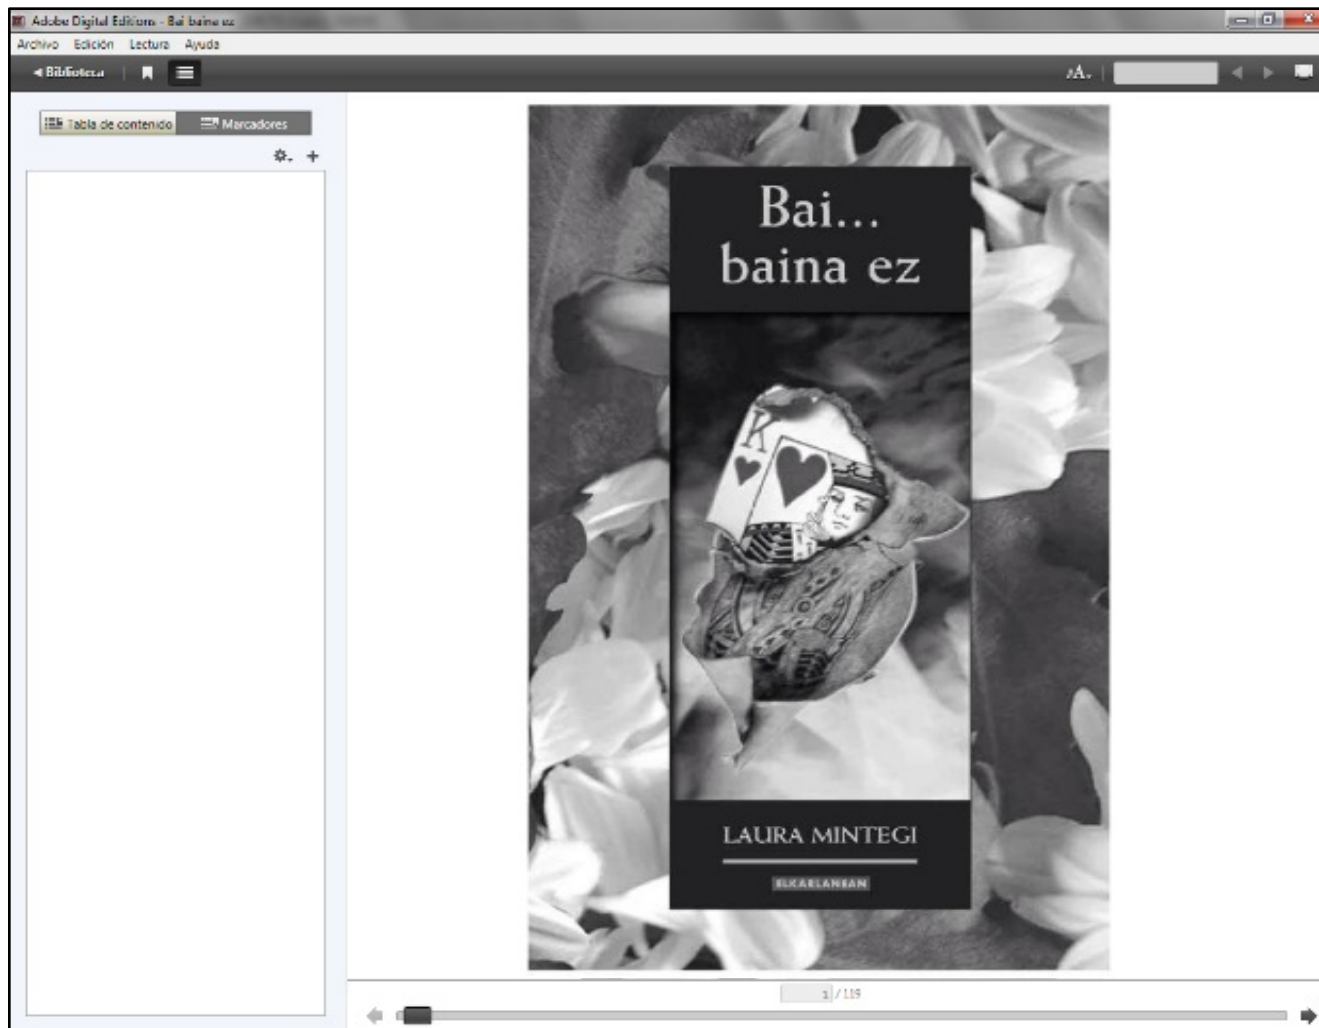 Adobe Digital Editions - Bai baina ez
Archivo Edición Lectura Ayuda
Biblioteca
AA
Tabla de contenido Marcadores
Bai...
baina ez
K
LAURA MINTEGI
ELKARLANEAN
1 / 119